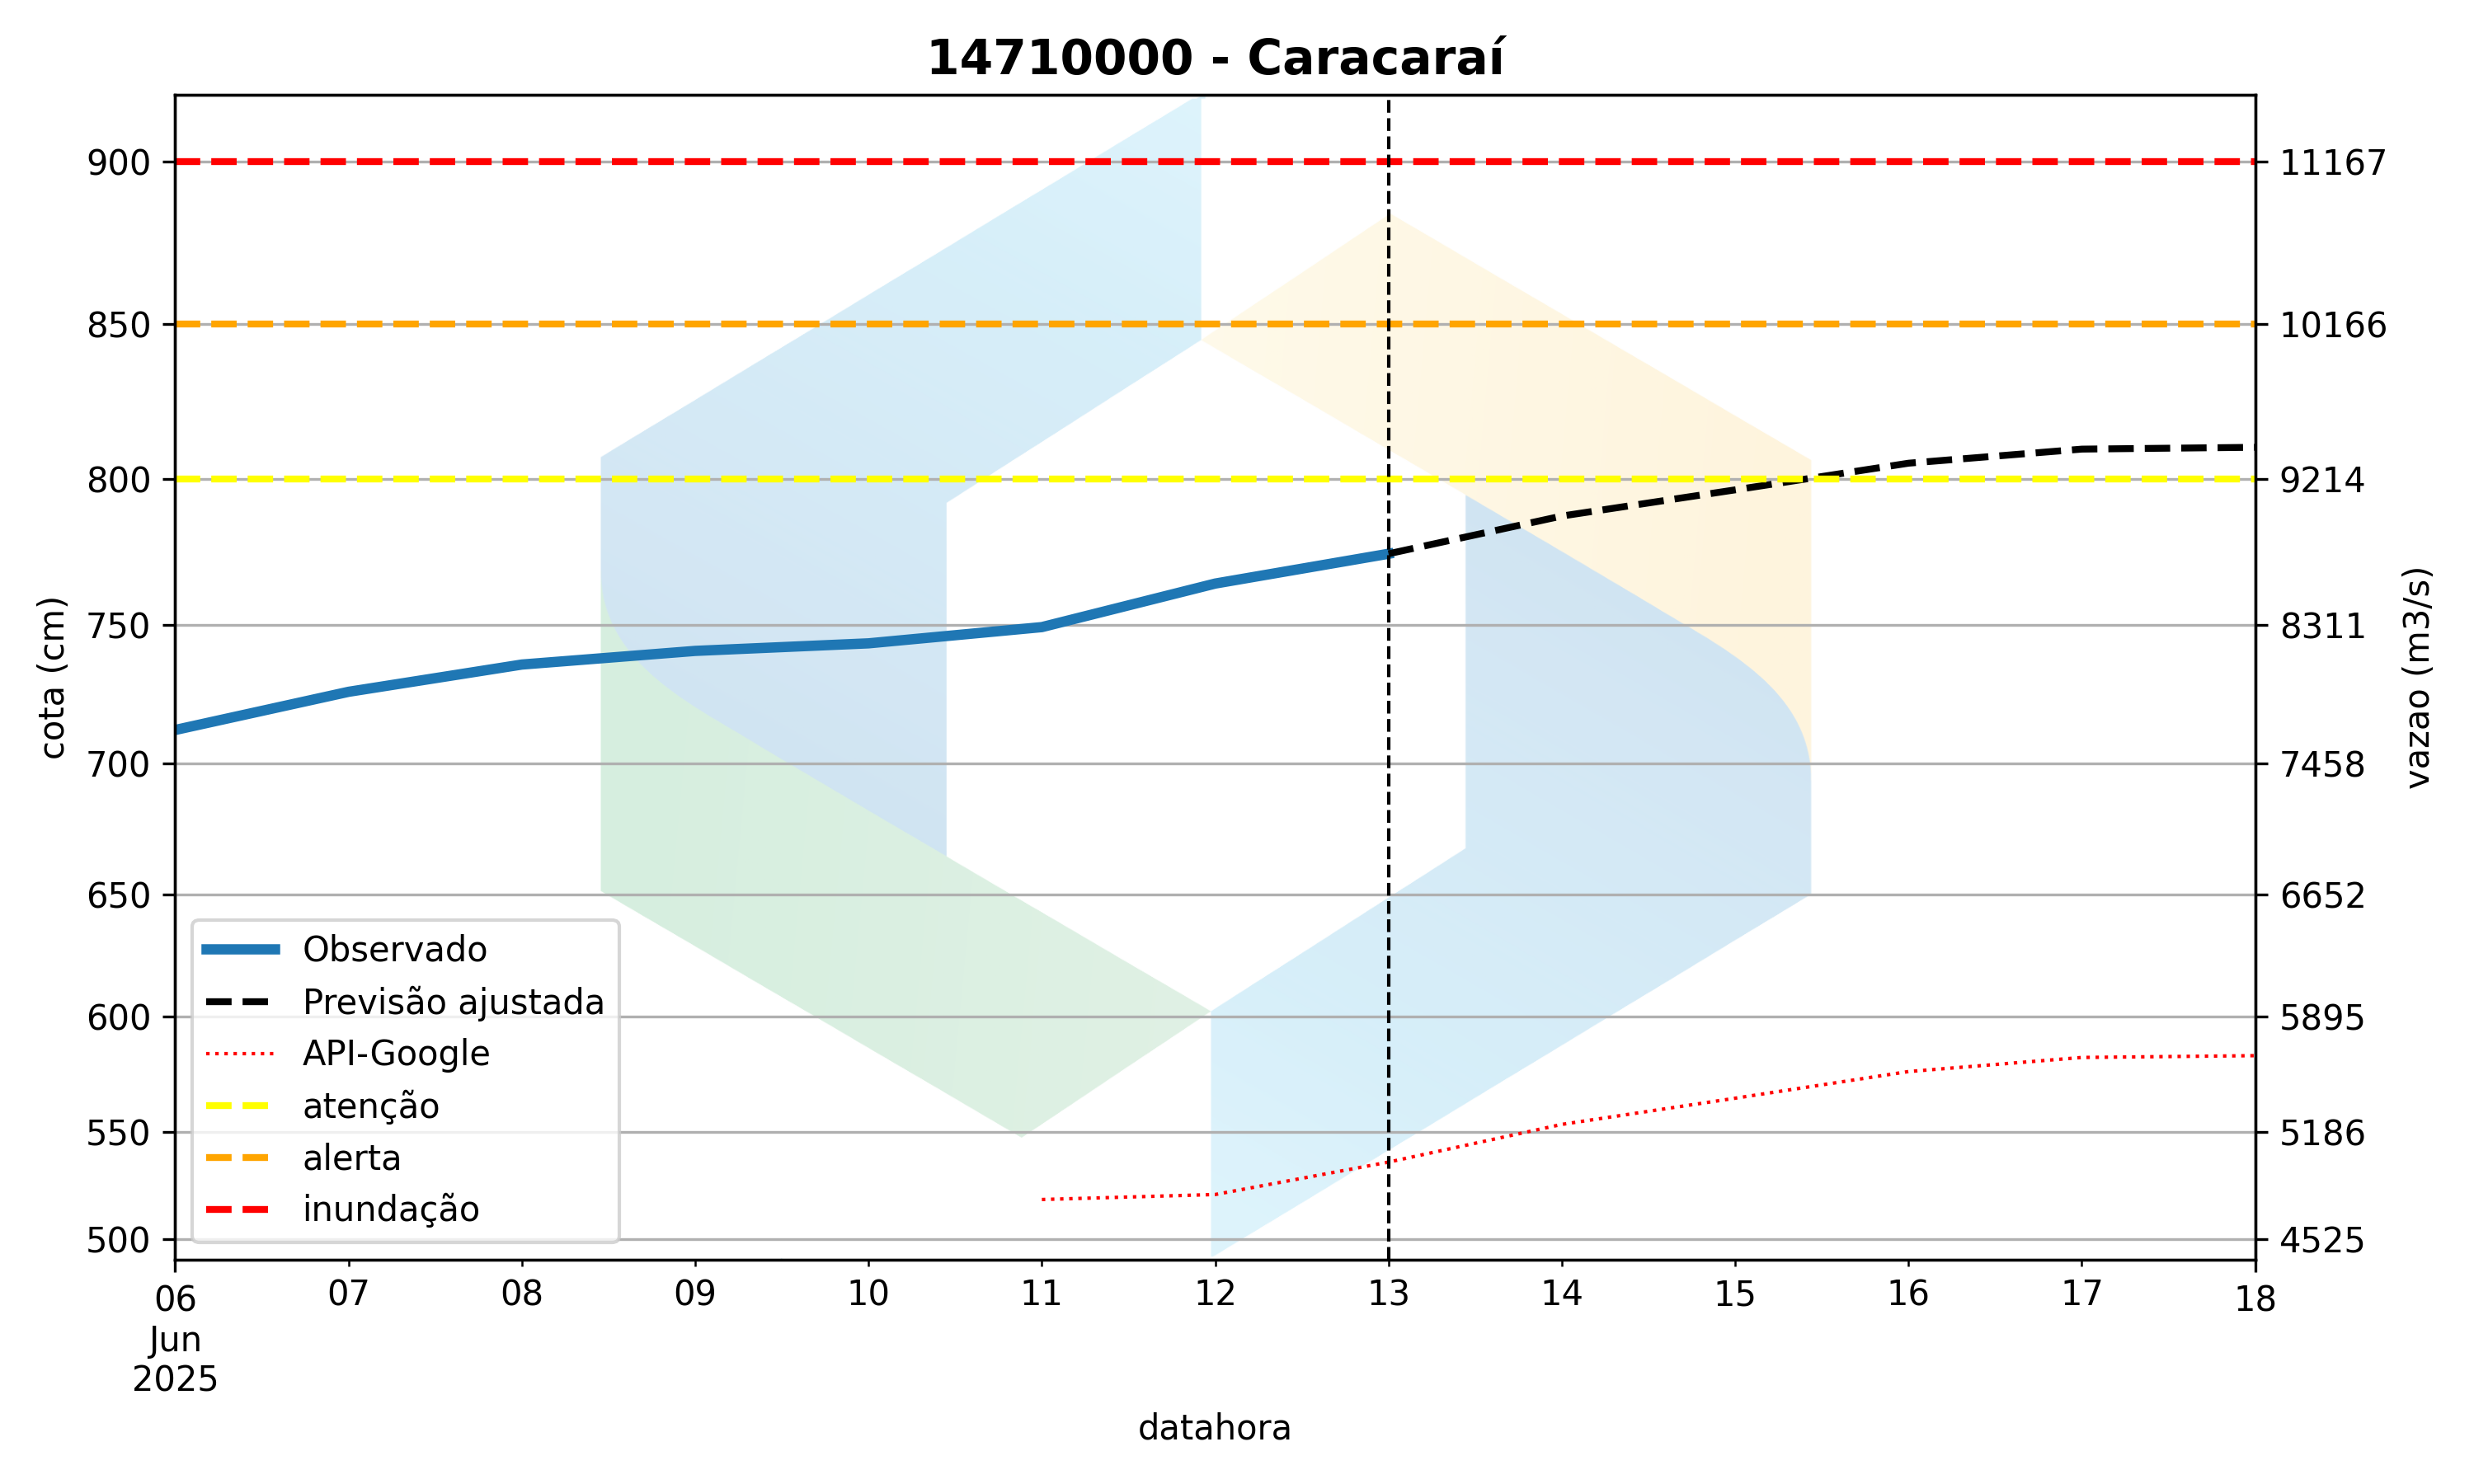 14710000 - Caracaraí
900
850
800
750
700
650
600
550
500
cota (cm)
11167
10166
9214
8311
7458
6652
5895
5186
4525
vazao (m3/s)
Observado
Previsão ajustada
API-Google
atenção
alerta
inundação
06 07 08 09 10 11 12 13 14 15 16 17 18
Jun
2025
datahora